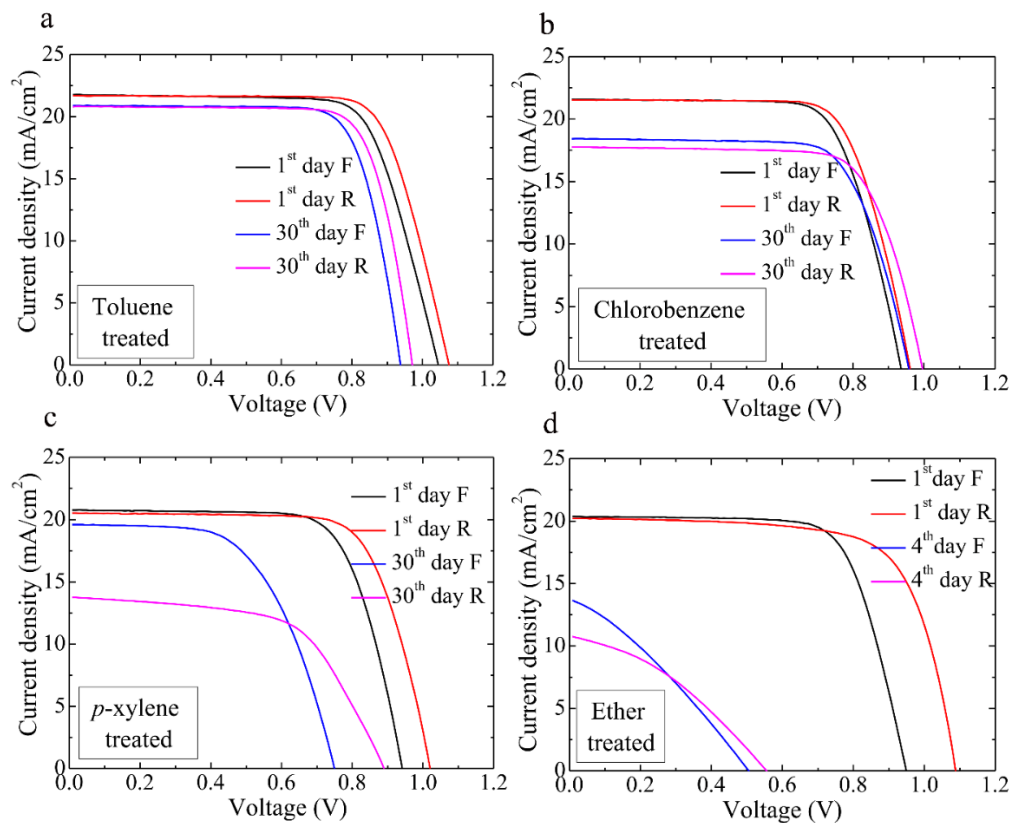 a
25
20
15
10
5
0
Current density (mA/cm²)
1st day F
1st day R
30th day F
30th day R
Toluene
treated
0.0 0.2 0.4 0.6 0.8 1.0 1.2
Voltage (V)
b
25
20
15
10
5
0
Current density (mA/cm²)
1st day F
1st day R
30th day F
30th day R
Chlorobenzene
treated
0.0 0.2 0.4 0.6 0.8 1.0 1.2
Voltage (V)
c
25
20
15
10
5
0
Current density (mA/cm²)
1st day F
1st day R
30th day F
30th day R
p-xylene
treated
0.0 0.2 0.4 0.6 0.8 1.0 1.2
Voltage (V)
d
25
20
15
10
5
0
Current density (mA/cm²)
1st day F
1st day R
4th day F
4th day R
Ether
treated
0.0 0.2 0.4 0.6 0.8 1.0 1.2
Voltage (V)